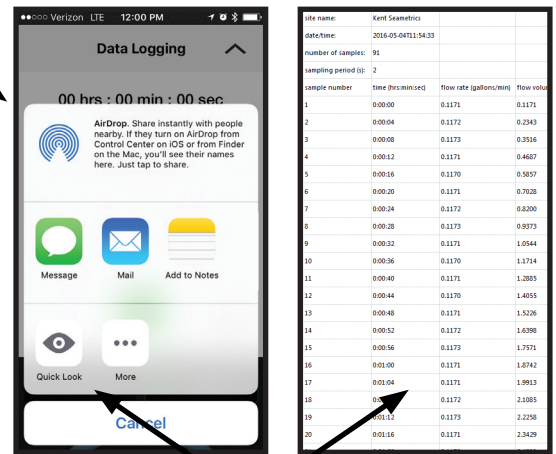 Verizon LTE 12:00 PM
Data Logging
00 hrs : 00 min : 00 sec
AirDrop. Share instantly with people
nearby. If they turn on AirDrop from
Control Center on iOS or from Finder
on the Mac, you'll see their names
here. Just tap to share.
Message Mail Add to Notes
Quick Look More
Cancel
site name: Kent Seametrics
date/time: 2016-05-04T11:54:33
number of samples: 91
sampling period (s): 2
sample number time (hrs:min:sec) flow rate (gallons/min) flow
1 0:00:00 0.1171 0.1171
2 0:00:04 0.1172 0.2343
3 0:00:08 0.1173 0.3516
4 0:00:12 0.1171 0.4687
5 0:00:16 0.1170 0.5857
6 0:00:20 0.1171 0.7028
7 0:00:24 0.1172 0.8200
8 0:00:28 0.1173 0.9373
9 0:00:32 0.1171 1.0544
10 0:00:36 0.1170 1.1714
11 0:00:40 0.1171 1.2885
12 0:00:44 0.1170 1.4055
13 0:00:48 0.1171 1.5226
14 0:00:52 0.1172 1.6398
15 0:00:56 0.1173 1.7571
16 0:01:00 0.1171 1.8742
17 0:01:04 0.1171 1.9913
18 0.1172 2.1085
19 0:01:12 0.1173 2.2258
20 0:01:16 0.1171 2.3429